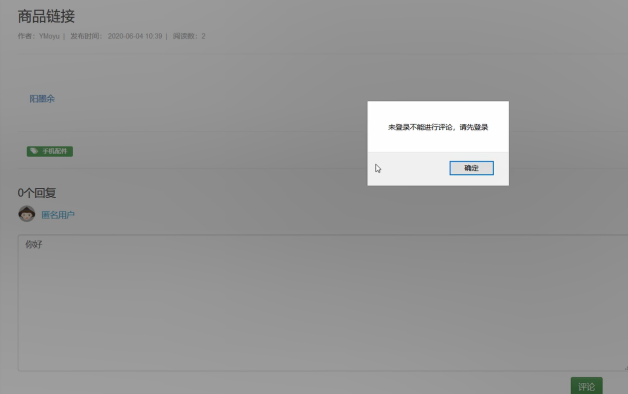 商品链接
作者: YMoyu | 发布时间: 2020-06-04 10:39 | 阅读数: 2
阳圈余
手机配件
未登录不能进行评论，请先登录
确定
0个回复
匿名用户
你好
评论